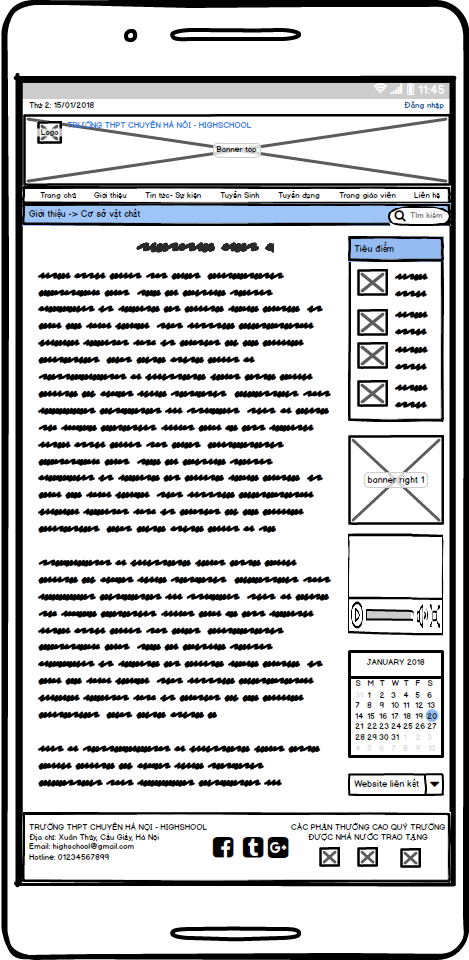 11:45
Thứ 2: 15/01/2018
Đăng nhập
TRƯỜNG THPT CHUYÊN HÀ NỘI - HIGHSCHOOL
Logo
Banner top
Trang chủ Giới thiệu Tin tức- Sự kiện Tuyển Sinh Tuyển dụng Trang giáo viên Liên hệ
Giới thiệu -> Cơ sở vật chất
Tìm kiếm
Tiêu điểm
banner right 1
JANUARY 2018
S M T W T F S
31 1 2 3 4 5 6
7 8 9 10 11 12 13
14 15 16 17 18 19 20
21 22 23 24 25 26 27
28 29 30 31 1 2 3
4 5 6 7 8 9 10
Website liên kết
TRƯỜNG THPT CHUYÊN HÀ NỘI - HIGHSHOOL
Địa chỉ: Xuân Thủy, Cầu Giấy, Hà Nội
Email: highschool@gmail.com
Hotline: 01234567899
f t G+
CÁC PHẦN THƯỞNG CAO QUÝ TRƯỜNG
ĐƯỢC NHÀ NƯỚC TRAO TẶNG